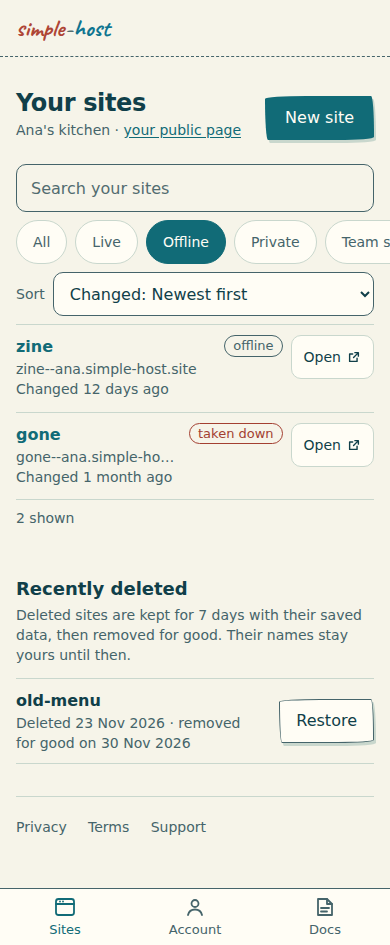 simple-host
Your sites
Ana's kitchen · your public page
New site
Search your sites
All
Live
Offline
Private
Team s
Sort
Changed: Newest first
zine
offline
Open
zine--ana.simple-host.site
Changed 12 days ago
gone
taken down
Open
gone--ana.simple-ho…
Changed 1 month ago
2 shown
Recently deleted
Deleted sites are kept for 7 days with their saved
data, then removed for good. Their names stay
yours until then.
old-menu
Deleted 23 Nov 2026 · removed
for good on 30 Nov 2026
Restore
Privacy
Terms
Support
Sites
Account
Docs